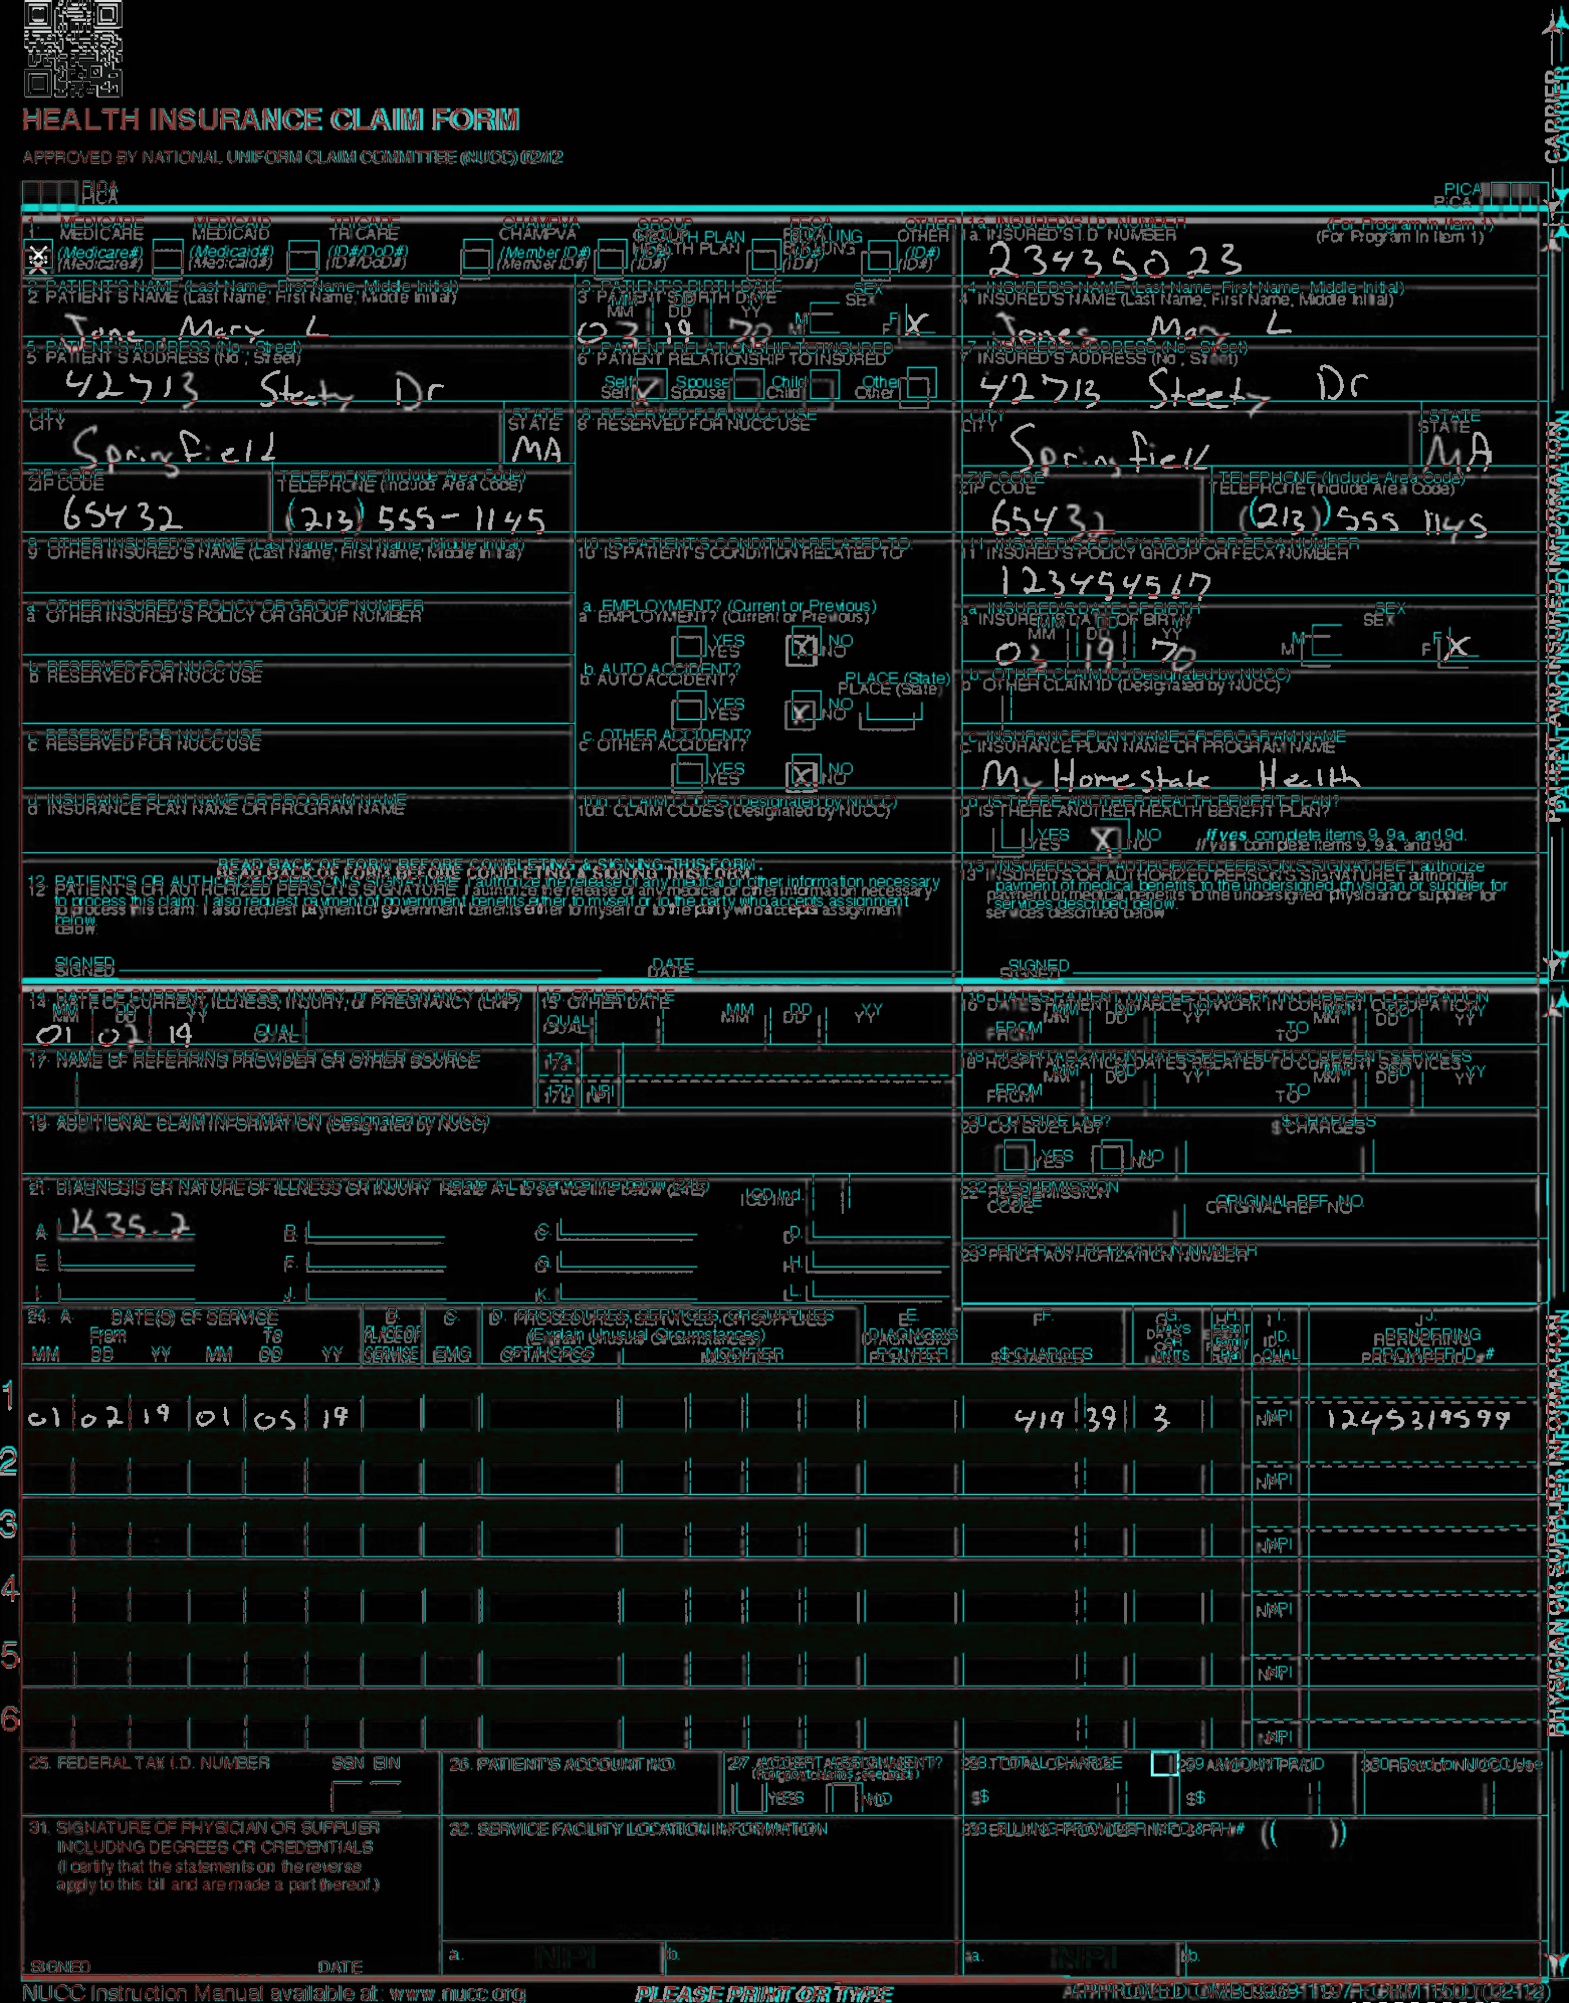 HEALTH INSURANCE CLAIM FORM
APPROVED BY NATIONAL UNIFORM CLAIM COMMITTEE (NUCC) 02/12
PICA PICA
CARRIER
1. MEDICARE MEDICAID TRICARE CHAMPVA GROUP HEALTH PLAN FECA BLK LUNG OTHER
(Medicare#) (Medicaid#) (ID#/DoD#) (Member ID#) (ID#) (ID#) (ID#)
1a. INSURED'S I.D. NUMBER (For Program in Item 1)
234350 23
2. PATIENT'S NAME (Last Name, First Name, Middle Initial)
Mary L
3. PATIENT'S BIRTH DATE SEX
MM DD YY
03 19 70 M F X
4. INSURED'S NAME (Last Name, First Name, Middle Initial)
Jones Mary L
5. PATIENT'S ADDRESS (No., Street)
42713 Dr
6. PATIENT RELATIONSHIP TO INSURED
Self Spouse Child Other
7. INSURED'S ADDRESS (No., Street)
42713 Dr
CITY STATE
Springfield MA
8. RESERVED FOR NUCC USE
CITY STATE
Springfield MA
ZIP CODE TELEPHONE (Include Area Code)
65432 (213) 555-1145
ZIP CODE TELEPHONE (Include Area Code)
65432 (213) 555 1145
9. OTHER INSURED'S NAME (Last Name, First Name, Middle Initial)
10. IS PATIENT'S CONDITION RELATED TO:
11. INSURED'S POLICY GROUP OR FECA NUMBER
123454567
a. OTHER INSURED'S POLICY OR GROUP NUMBER
a. EMPLOYMENT? (Current or Previous)
YES X NO
a. INSURED'S DATE OF BIRTH SEX
MM DD YY
03 19 70 M F X
b. RESERVED FOR NUCC USE
b. AUTO ACCIDENT? PLACE (State)
YES X NO
b. OTHER CLAIM ID (Designated by NUCC)
c. RESERVED FOR NUCC USE
c. OTHER ACCIDENT?
YES X NO
c. INSURANCE PLAN NAME OR PROGRAM NAME
My Homestate Health
d. INSURANCE PLAN NAME OR PROGRAM NAME
10d. CLAIM CODES (Designated by NUCC)
d. IS THERE ANOTHER HEALTH BENEFIT PLAN?
YES X NO If yes, complete items 9, 9a, and 9d.
READ BACK OF FORM BEFORE COMPLETING & SIGNING THIS FORM.
12. PATIENT'S OR AUTHORIZED PERSON'S SIGNATURE I authorize the release of any medical or other information necessary
to process this claim. I also request payment of government benefits either to myself or to the party who accepts assignment
below.
SIGNED DATE
13. INSURED'S OR AUTHORIZED PERSON'S SIGNATURE I authorize
payment of medical benefits to the undersigned physician or supplier for
services described below.
SIGNED
PATIENT AND INSURED INFORMATION
14. DATE OF CURRENT ILLNESS, INJURY, or PREGNANCY (LMP)
MM DD YY
01 02 19 QUAL.
15. OTHER DATE
QUAL. MM DD YY
16. DATES PATIENT UNABLE TO WORK IN CURRENT OCCUPATION
MM DD YY MM DD YY
FROM TO
17. NAME OF REFERRING PROVIDER OR OTHER SOURCE
17a.
17b. NPI
18. HOSPITALIZATION DATES RELATED TO CURRENT SERVICES
MM DD YY MM DD YY
FROM TO
19. ADDITIONAL CLAIM INFORMATION (Designated by NUCC)
20. OUTSIDE LAB? $ CHARGES
YES NO
21. DIAGNOSIS OR NATURE OF ILLNESS OR INJURY Relate A-L to service line below (24E)
ICD Ind.
A. K35.2 B. C. D.
E. F. G. H.
I. J. K. L.
22. RESUBMISSION CODE ORIGINAL REF. NO.
23. PRIOR AUTHORIZATION NUMBER
24. A. DATE(S) OF SERVICE B. C. D. PROCEDURES, SERVICES, OR SUPPLIES E. F. G. H. I. J.
From To PLACE OF (Explain Unusual Circumstances) DIAGNOSIS DAYS OR ID. RENDERING
MM DD YY MM DD YY SERVICE EMG CPT/HCPCS MODIFIER POINTER $ CHARGES UNITS QUAL. PROVIDER ID. #
1 01 02 19 01 05 19 419 39 3 NPI 1245319599
2 NPI
3 NPI
4 NPI
5 NPI
6 NPI
25. FEDERAL TAX I.D. NUMBER SSN EIN
26. PATIENT'S ACCOUNT NO.
27. ACCEPT ASSIGNMENT?
YES NO
28. TOTAL CHARGE
$
29. AMOUNT PAID
$
30. Rsvd for NUCC Use
31. SIGNATURE OF PHYSICIAN OR SUPPLIER
INCLUDING DEGREES OR CREDENTIALS
(I certify that the statements on the reverse
apply to this bill and are made a part thereof.)
SIGNED DATE
32. SERVICE FACILITY LOCATION INFORMATION
a. NPI b.
33. BILLING PROVIDER INFO & PH # ( )
a. NPI b.
PHYSICIAN OR SUPPLIER INFORMATION
NUCC Instruction Manual available at: www.nucc.org
PLEASE PRINT OR TYPE